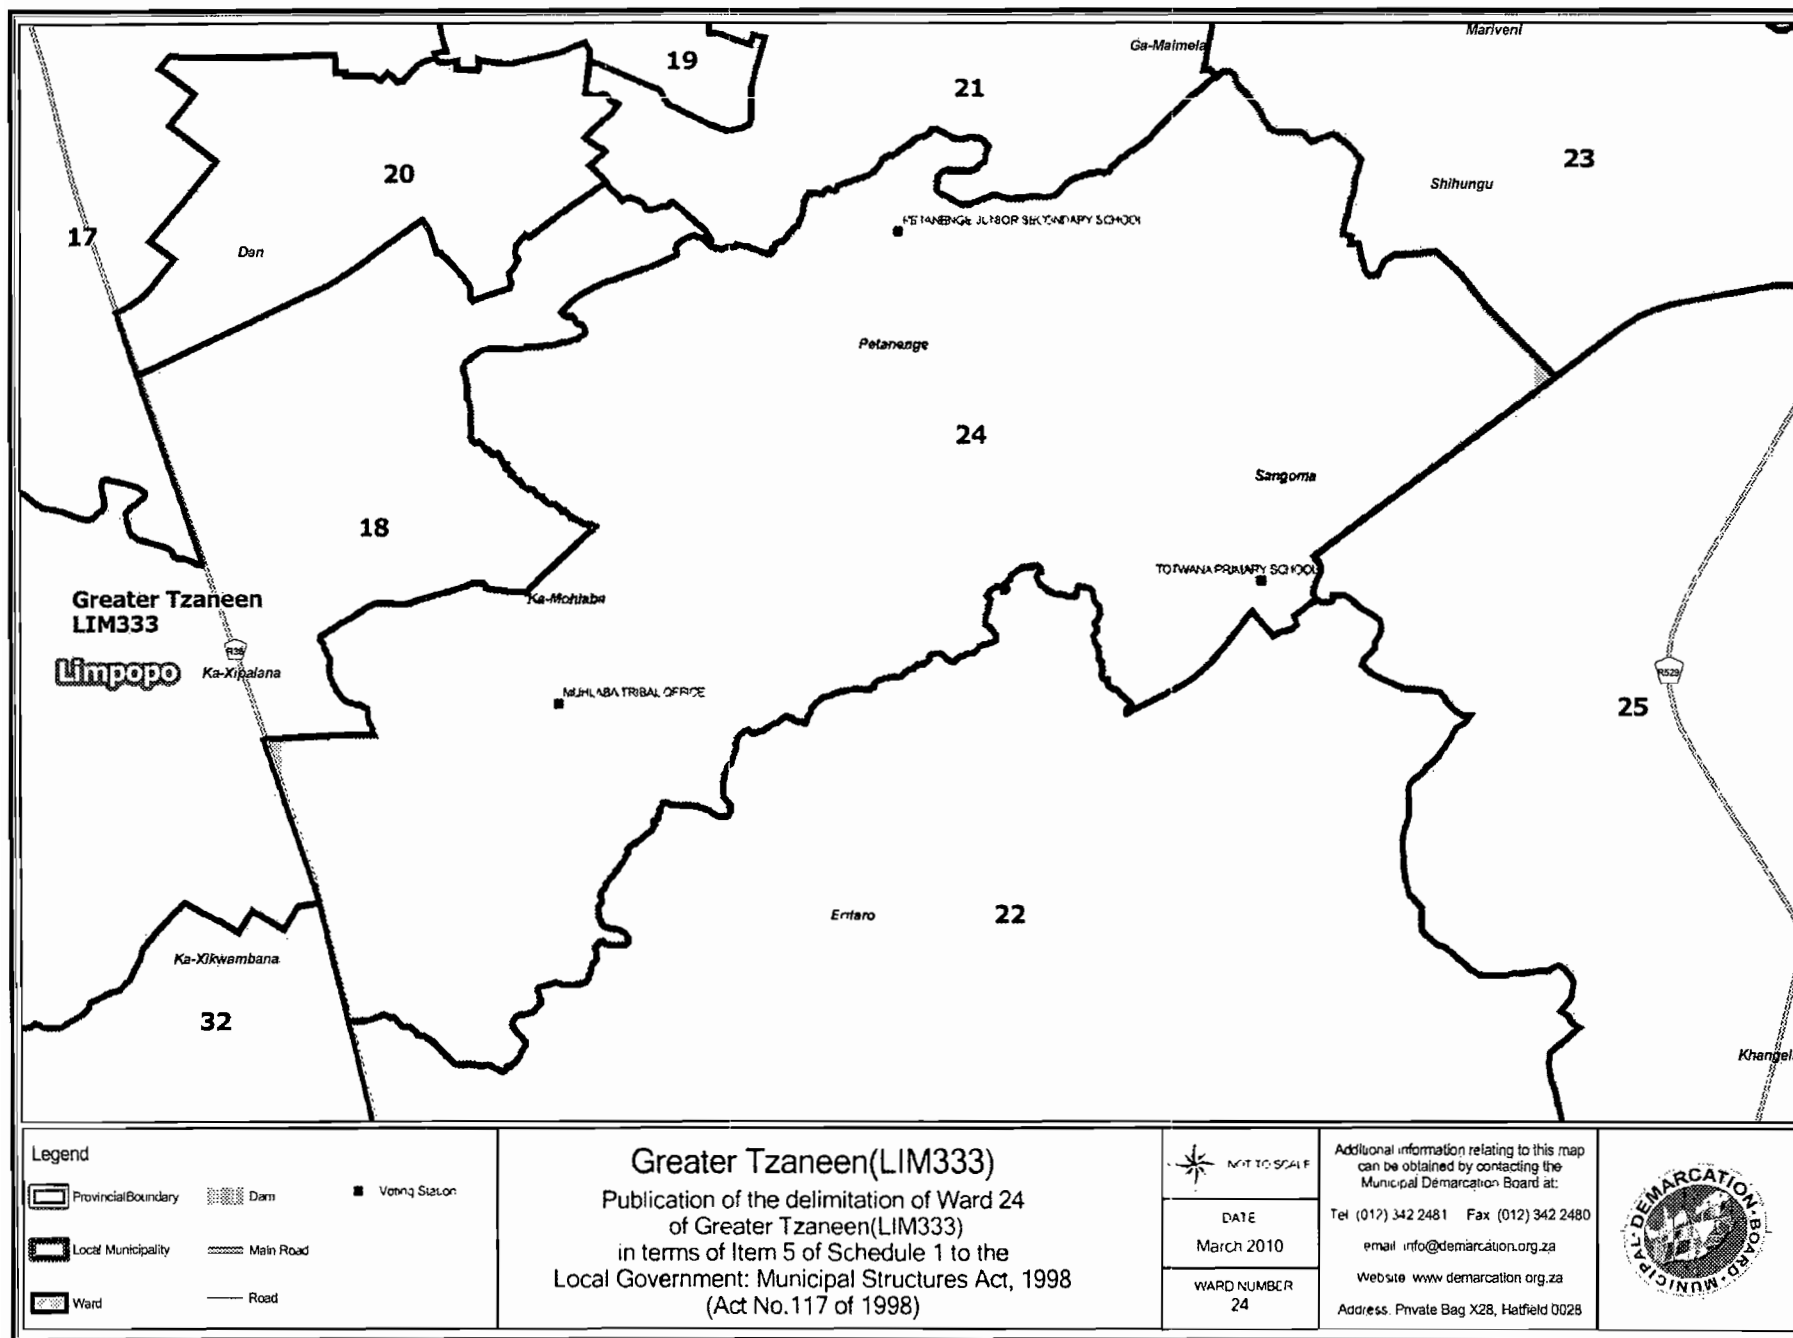 Mariveni
Ga-Maimela
19
21
23
20
Shihungu
PETANENGE JUNIOR SECONDARY SCHOOL
17
Dan
Petanenge
24
Sangoma
18
TOTWANA PRIMARY SCHOOL
Greater Tzaneen
LIM333
Ka-Mohlaba
R36
Limpopo
Ka-Xipalana
R529
MUHLABA TRIBAL OFFICE
25
22
Ka-Xikwambana
32
Khangel
Legend
Provincial Boundary
Dam
Voting Station
Local Municipality
Main Road
Ward
Road
Greater Tzaneen(LIM333)
Publication of the delimitation of Ward 24
of Greater Tzaneen(LIM333)
in terms of Item 5 of Schedule 1 to the
Local Government: Municipal Structures Act, 1998
(Act No.117 of 1998)
NOT TO SCALE
DATE
March 2010
WARD NUMBER
24
Additional information relating to this map
can be obtained by contacting the
Municipal Demarcation Board at:
Tel (012) 342 2481 Fax (012) 342 2480
email info@demarcation.org.za
Website www demarcation org.za
Address. Private Bag X28, Hatfield 0028
MUNICIPAL DEMARCATION BOARD